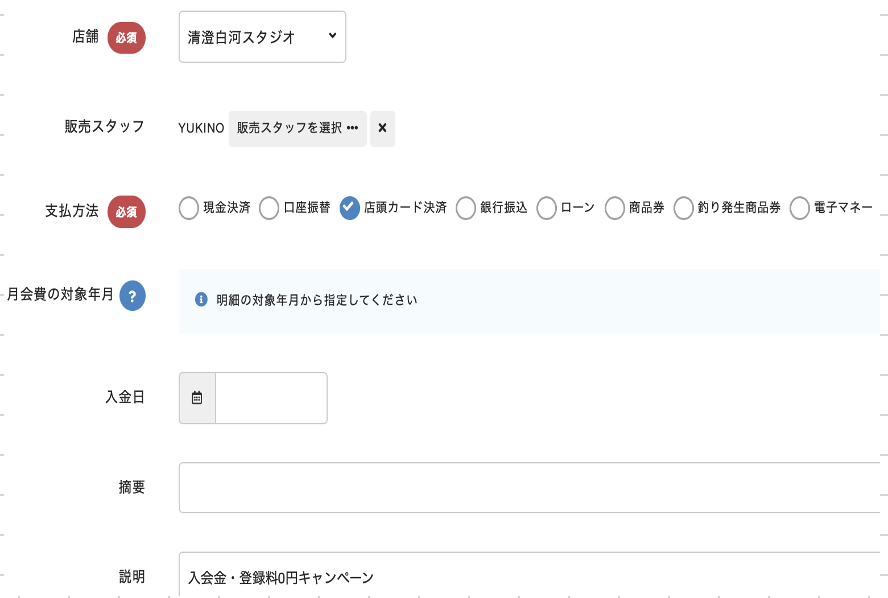 店舗 必須 清澄白河スタジオ
販売スタッフ YUKINO 販売スタッフを選択 ••• ×
支払方法 必須 現金決済 口座振替 店頭カード決済 銀行振込 ローン 商品券 釣り発生商品券 電子マネー
月会費の対象年月 ? 明細の対象年月から指定してください
入金日
摘要
説明 入会金・登録料0円キャンペーン